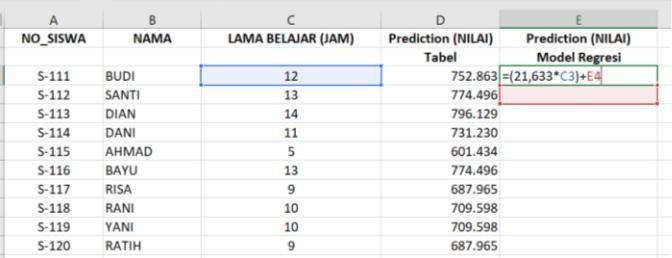 A B C D E
NO_SISWA NAMA LAMA BELAJAR (JAM) Prediction (NILAI) Prediction (NILAI)
Tabel Model Regresi
S-111 BUDI 12 752.863 =(21,633*C3)+E4
S-112 SANTI 13 774.496
S-113 DIAN 14 796.129
S-114 DANI 11 731.230
S-115 AHMAD 5 601.434
S-116 BAYU 13 774.496
S-117 RISA 9 687.965
S-118 RANI 10 709.598
S-119 YANI 10 709.598
S-120 RATIH 9 687.965